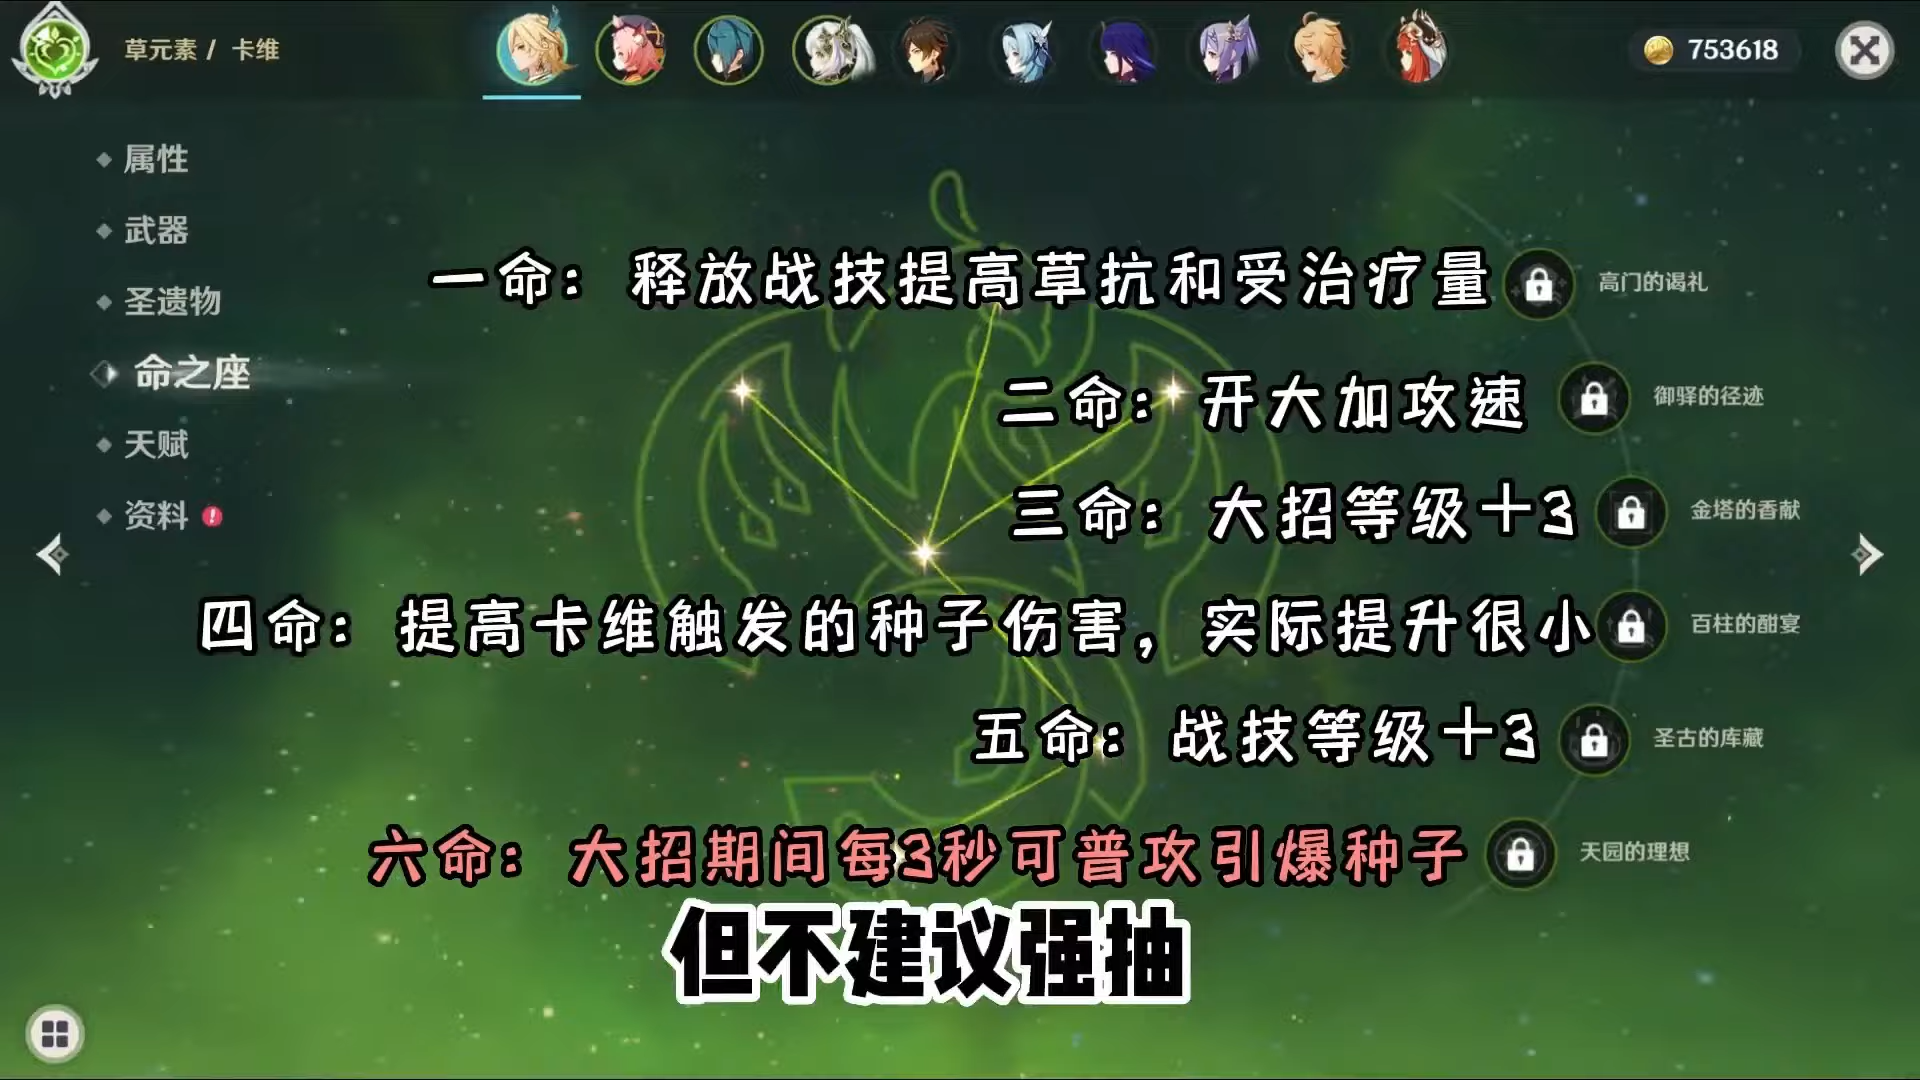 草元素 / 卡维
753618
属性
武器
圣遗物
命之座
天赋
资料
一命：释放战技提高草抗和受治疗量
高门的谒礼
二命：开大加攻速
御驿的径迹
三命：大招等级＋3
金塔的香献
四命：提高卡维触发的种子伤害，实际提升很小
百柱的酣宴
五命：战技等级＋3
圣古的库藏
六命：大招期间每3秒可普攻引爆种子
天园的理想
但不建议强抽